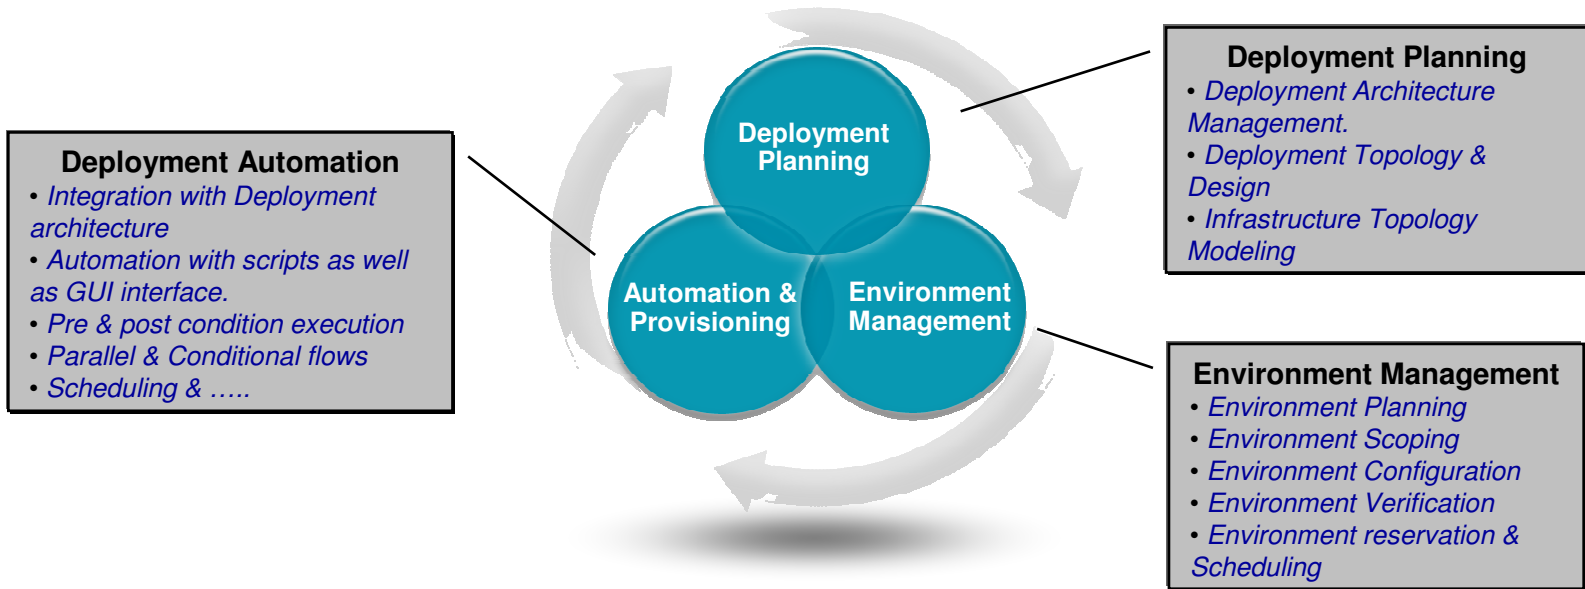 Deployment Planning
• Deployment Architecture
Management.
• Deployment Topology &
Design
• Infrastructure Topology
Modeling
Deployment
Planning
Deployment Automation
• Integration with Deployment
architecture
• Automation with scripts as well
as GUI interface.
• Pre & post condition execution
• Parallel & Conditional flows
• Scheduling & …..
Automation &
Provisioning
Environment
Management
Environment Management
• Environment Planning
• Environment Scoping
• Environment Configuration
• Environment Verification
• Environment reservation &
Scheduling